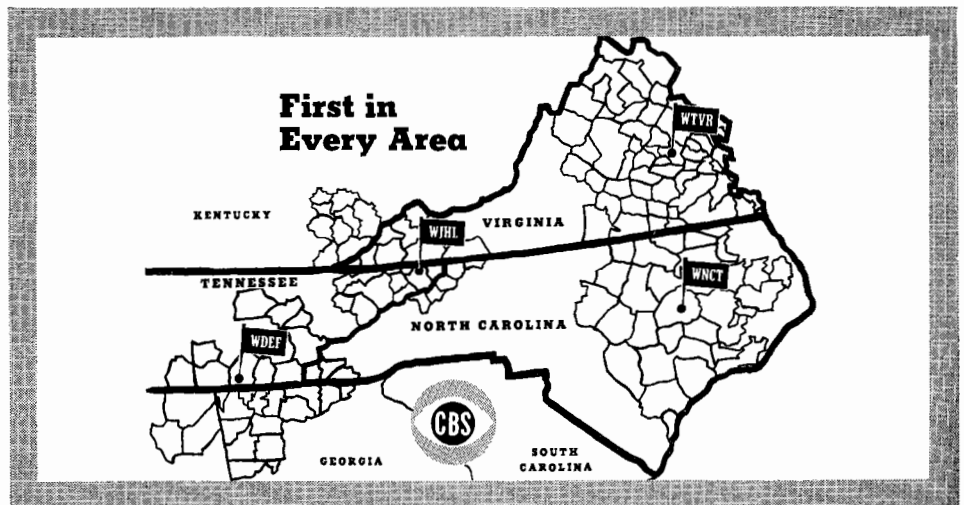 First in
Every Area
WTVR
KENTUCKY
VIRGINIA
WJHL
TENNESSEE
WNCT
NORTH CAROLINA
WDEF
CBS
GEORGIA
SOUTH
CAROLINA